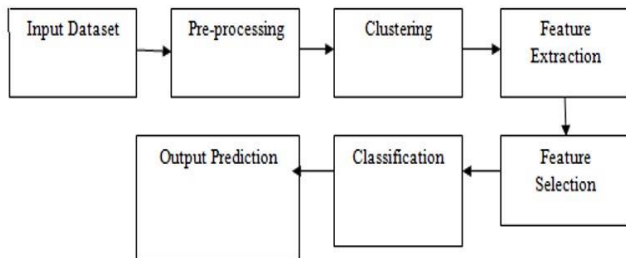 Input Dataset
Pre-processing
Clustering
Feature
Extraction
Feature
Selection
Classification
Output Prediction